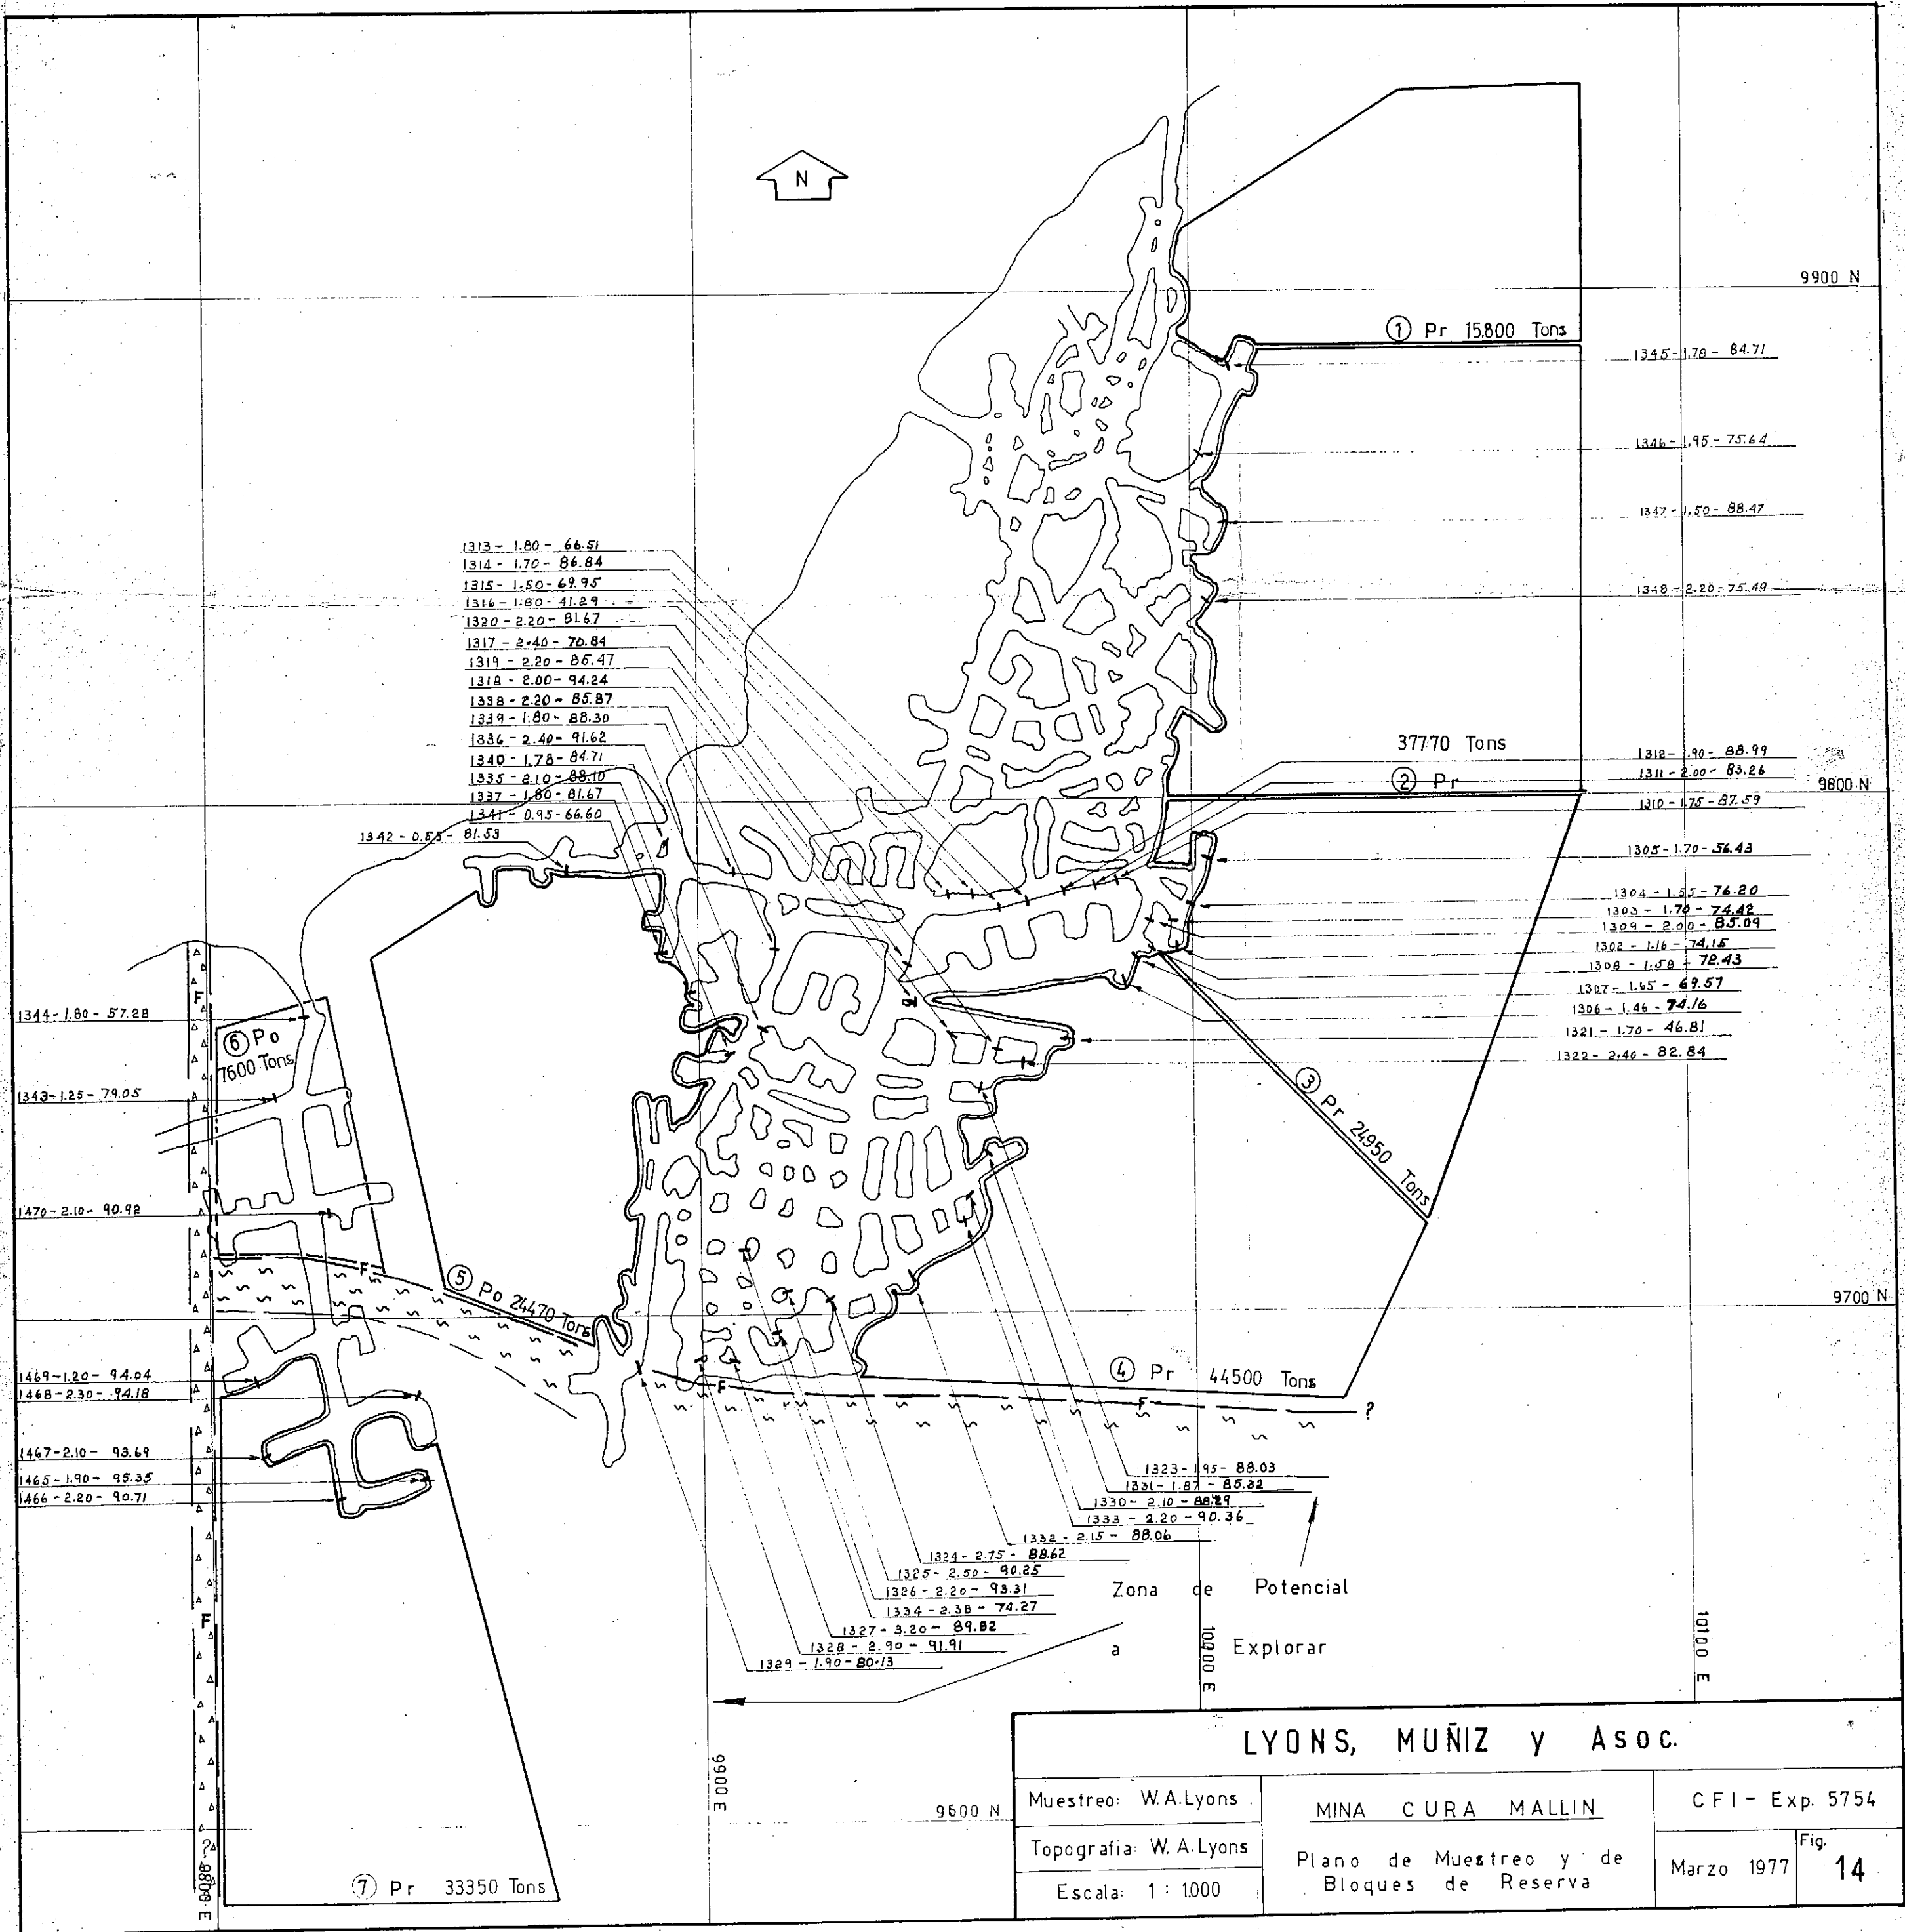 N
9900 N
① Pr 15.800 Tons
1345-1.78-84.71
1346-1.95-75.64
1347-1.50-88.47
1348-2.20-75.49
1313-1.80-66.51
1314-1.70-86.84
1315-1.50-69.95
1316-1.80-41.29
1320-2.20-81.67
1317-2.40-70.84
1319-2.20-86.47
1318-2.00-94.24
1338-2.20-85.87
1339-1.80-88.30
1336-2.40-91.62
1340-1.78-84.71
1335-2.10-88.10
1337-1.80-81.67
1341-0.95-66.60
1342-0.55-81.53
37770 Tons
② Pr
1312-1.90-88.99
1311-2.00-83.26
9800 N
1310-1.75-87.59
1305-1.70-56.43
1304-1.55-76.20
1303-1.70-74.42
1309-2.00-85.09
1302-1.16-74.15
1308-1.58-72.43
1307-1.65-69.57
1306-1.46-74.16
1321-1.70-46.81
1322-2.40-82.84
F
1344-1.80-57.28
⑥ Po
7600 Tons
1343-1.25-79.05
③ Pr 24950 Tons
1470-2.10-90.92
F
⑤ Po 24470 Tons
9700 N
1469-1.20-94.04
1468-2.30-94.18
④ Pr 44500 Tons
F
F
?
1467-2.10-93.69
1465-1.90-95.35
1466-2.20-90.71
1323-1.95-88.03
1331-1.87-85.32
1330-2.10-88.29
1333-2.20-90.36
1332-2.15-88.06
1324-2.75-88.62
1325-2.50-90.25
1326-2.20-93.31
1334-2.38-74.27
1327-3.20-89.82
1328-2.90-91.91
1329-1.90-80.13
Zona de Potencial
a Explorar
F
10000 E
10100 E
9900 E
9600 N
?
9800 E
⑦ Pr 33350 Tons
LYONS, MUÑIZ y ASOC.
Muestreo: W.A.Lyons
Topografia: W.A.Lyons
Escala: 1:1000
MINA CURA MALLIN
Plano de Muestreo y de
Bloques de Reserva
CFI - Exp. 5754
Marzo 1977
Fig.
14